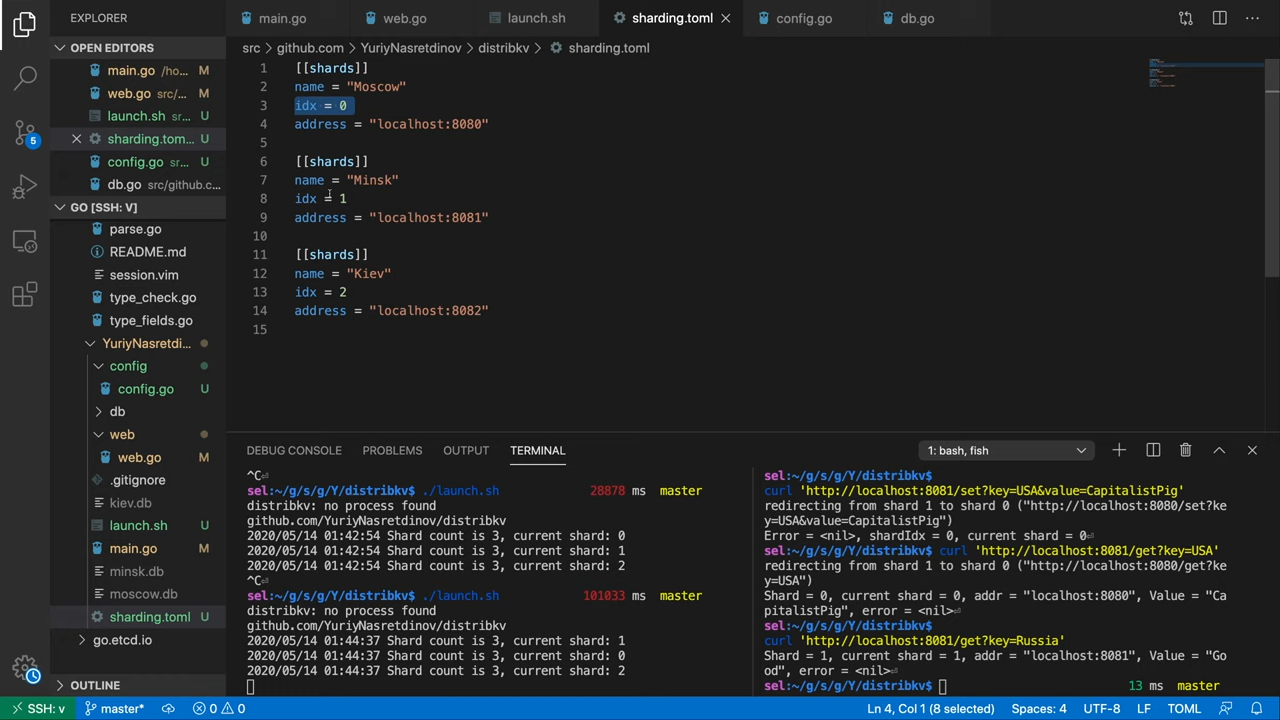 EXPLORER
main.go
web.go
launch.sh
sharding.toml
config.go
db.go
OPEN EDITORS
main.go /ho... M
web.go src/... M
launch.sh U
sharding.tom... U
config.go sr... U
db.go src/github.c...
GO [SSH: V]
parse.go
README.md
session.vim
type_check.go
type_fields.go
YuriyNasretdi...
config
config.go U
db
web
web.go M
.gitignore
kiev.db
launch.sh U
main.go M
minsk.db
moscow.db
sharding.toml U
go.etcd.io
OUTLINE
5
src github.com YuriyNasretdinov distribkv sharding.toml
1 [[shards]]
2 name = "Moscow"
3 idx = 0
4 address = "localhost:8080"
5
6 [[shards]]
7 name = "Minsk"
8 idx = 1
9 address = "localhost:8081"
10
11 [[shards]]
12 name = "Kiev"
13 idx = 2
14 address = "localhost:8082"
15
DEBUG CONSOLE PROBLEMS OUTPUT TERMINAL 1: bash, fish
^C⏎
sel:~/g/s/g/Y/distribkv$ ./launch.sh 28878 ms master
distribkv: no process found
github.com/YuriyNasretdinov/distribkv
2020/05/14 01:42:54 Shard count is 3, current shard: 0
2020/05/14 01:42:54 Shard count is 3, current shard: 1
2020/05/14 01:42:54 Shard count is 3, current shard: 2
^C⏎
sel:~/g/s/g/Y/distribkv$ ./launch.sh 101033 ms master
distribkv: no process found
github.com/YuriyNasretdinov/distribkv
2020/05/14 01:44:37 Shard count is 3, current shard: 1
2020/05/14 01:44:37 Shard count is 3, current shard: 0
2020/05/14 01:44:37 Shard count is 3, current shard: 2
sel:~/g/s/g/Y/distribkv$
curl 'http://localhost:8081/set?key=USA&value=CapitalistPig'
redirecting from shard 1 to shard 0 ("http://localhost:8080/set?ke
y=USA&value=CapitalistPig")
Error = <nil>, shardIdx = 0, current shard = 0⏎
sel:~/g/s/g/Y/distribkv$ curl 'http://localhost:8081/get?key=USA'
redirecting from shard 1 to shard 0 ("http://localhost:8080/get?ke
y=USA")
Shard = 0, current shard = 0, addr = "localhost:8080", Value = "Ca
pitalistPig", error = <nil>⏎
sel:~/g/s/g/Y/distribkv$
curl 'http://localhost:8081/get?key=Russia'
Shard = 1, current shard = 1, addr = "localhost:8081", Value = "Go
od", error = <nil>⏎
sel:~/g/s/g/Y/distribkv$ 13 ms master
SSH: v master* 0 0 Ln 4, Col 1 (8 selected) Spaces: 4 UTF-8 LF TOML